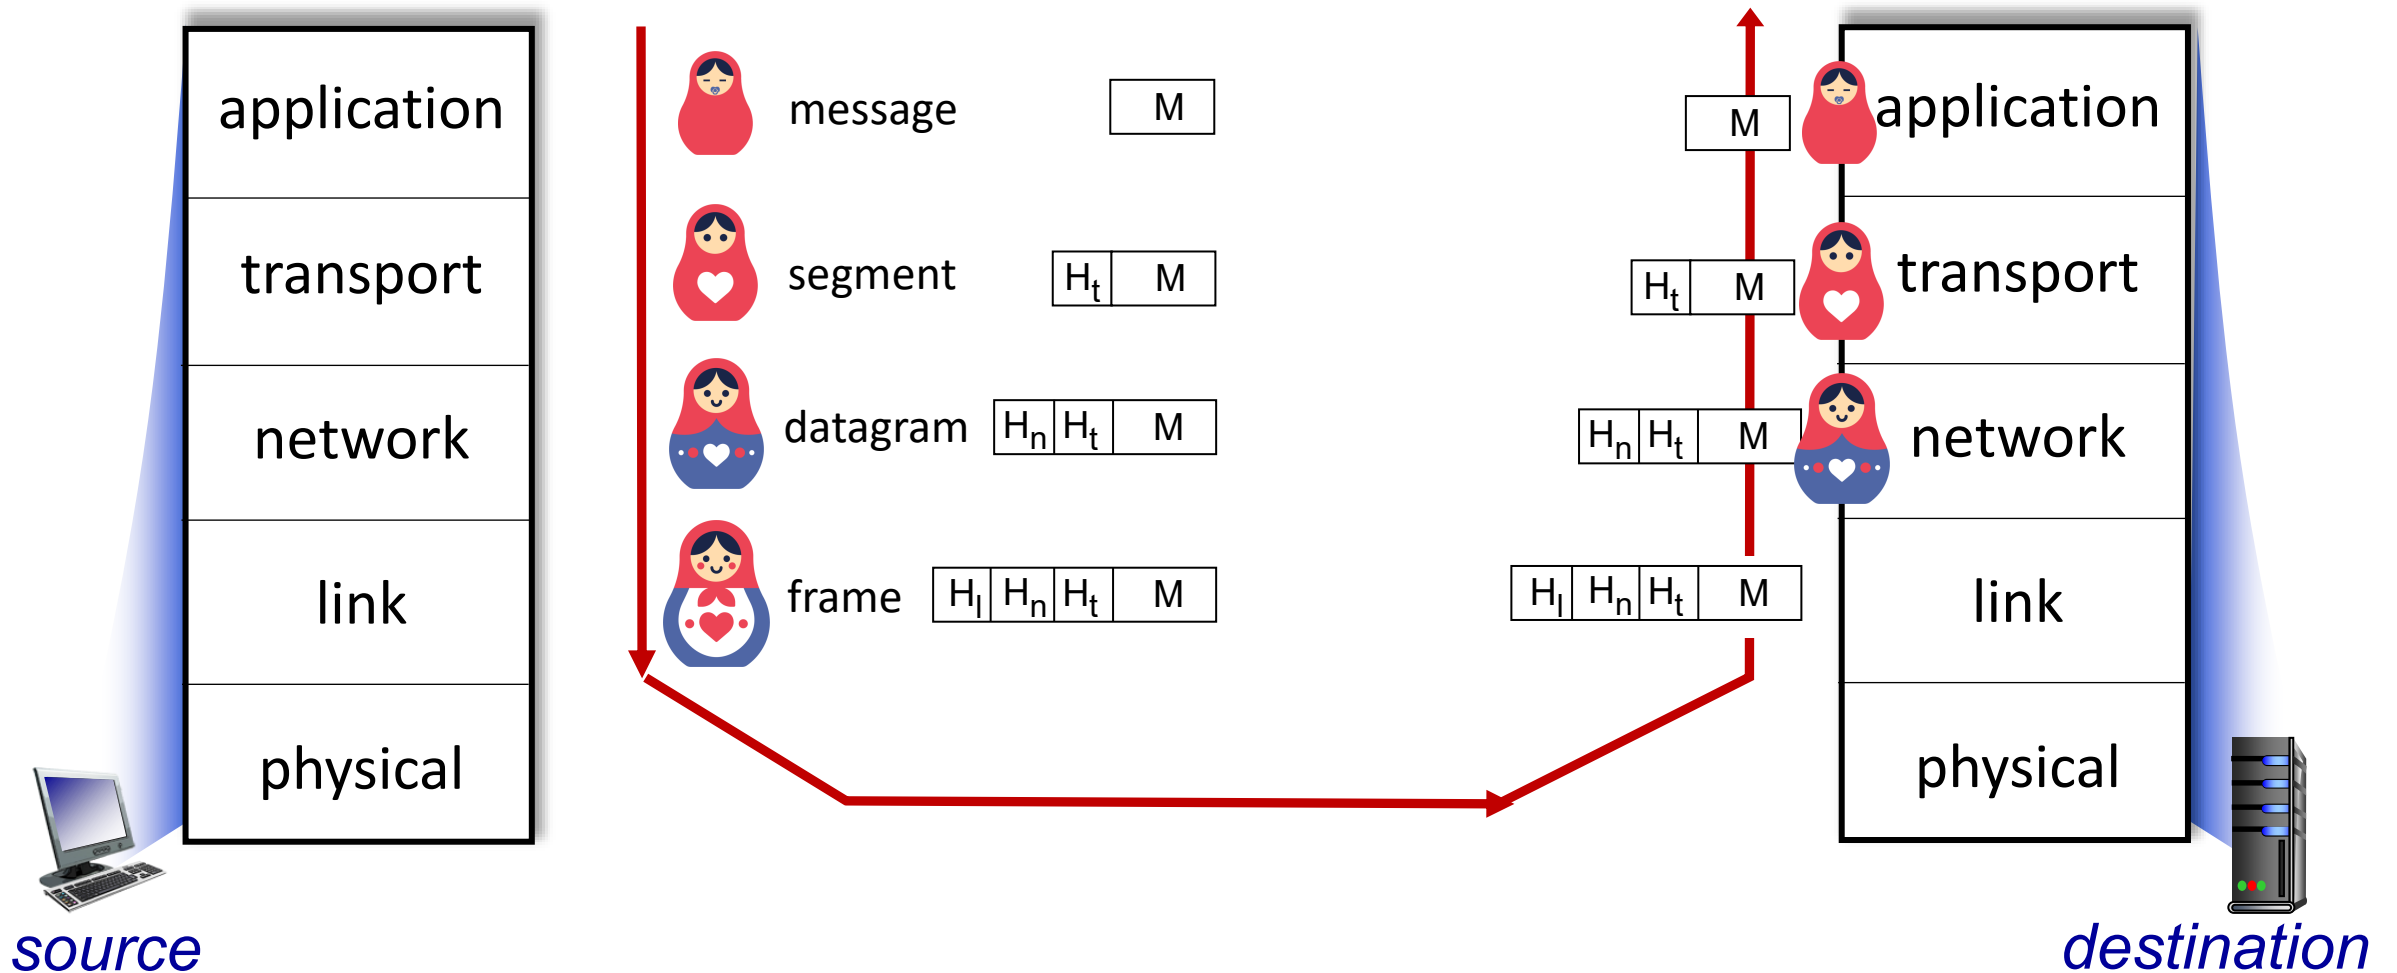 application
transport
network
link
physical
source
message M
segment Ht M
datagram Hn Ht M
frame Hl Hn Ht M
M
Ht M
Hn Ht M
Hl Hn Ht M
application
transport
network
link
physical
destination